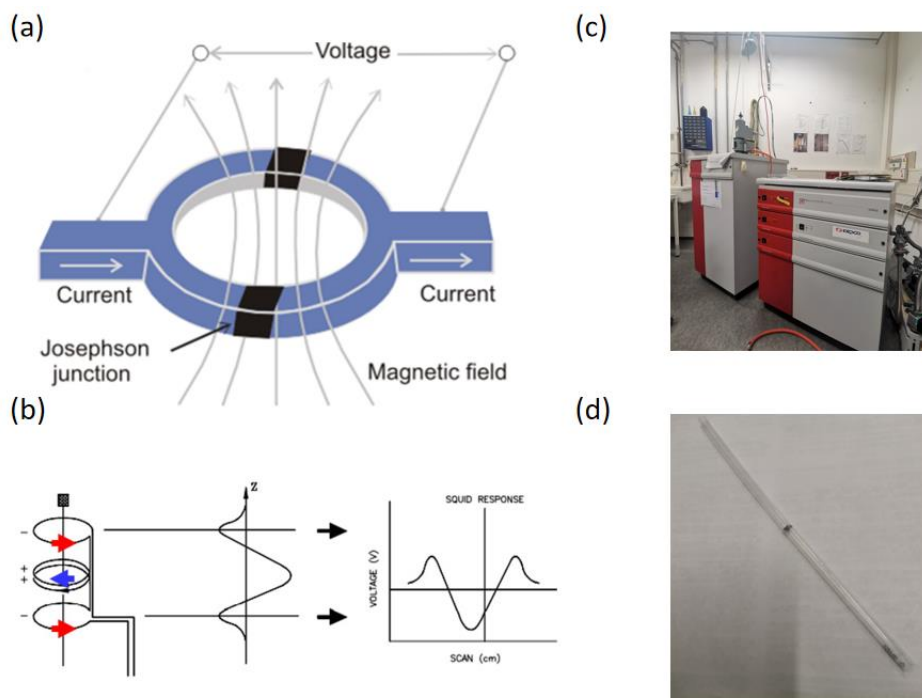 (a)
Voltage
Current
Current
Josephson
junction
Magnetic field
(b)
Z
SQUID RESPONSE
VOLTAGE (V)
SCAN (cm)
−
+
+
−
(c)
(d)